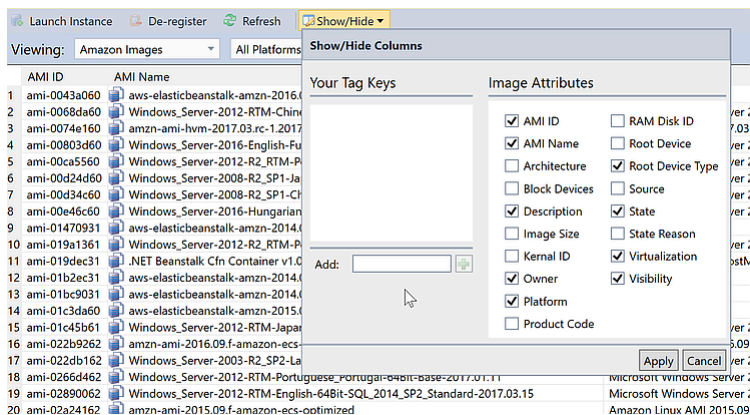 Launch Instance De-register Refresh Show/Hide
Viewing: Amazon Images All Platforms
Show/Hide Columns
Your Tag Keys
Add:
Image Attributes
AMI ID RAM Disk ID
AMI Name Root Device
Architecture Root Device Type
Block Devices Source
Description State
Image Size State Reason
Kernal ID Virtualization
Owner Visibility
Platform
Product Code
Apply Cancel
AMI ID AMI Name
1 ami-0043a060 aws-elasticbeanstalk-amzn-2016.0
2 ami-0068da60 Windows_Server-2012-RTM-Chine
3 ami-0074e160 amzn-ami-hvm-2017.03.rc-1.2017
4 ami-00803d60 Windows_Server-2016-English-Fu
5 ami-00ca5560 Windows_Server-2012-R2_RTM-P
6 ami-00d24d60 Windows_Server-2008-R2_SP1-Ja
7 ami-00d34c60 Windows_Server-2008-R2_SP1-Ch
8 ami-00e46c60 Windows_Server-2016-Hungarian
9 ami-01470931 aws-elasticbeanstalk-amzn-2014.0
10 ami-019a1361 Windows_Server-2012-R2_RTM-P
11 ami-019dec31 .NET Beanstalk Cfn Container v1.0
12 ami-01b2ec31 aws-elasticbeanstalk-amzn-2014.0
13 ami-01bc9031 aws-elasticbeanstalk-amzn-2014.0
14 ami-01c3da60 aws-elasticbeanstalk-amzn-2015.0
15 ami-01c45b61 Windows_Server-2012-RTM-Japan
16 ami-022b9262 amzn-ami-2016.09.f-amazon-ecs-
17 ami-022db162 Windows_Server-2003-R2_SP2-La
18 ami-0266d462 Windows_Server-2012-RTM-Portuguese_Portugal-64Bit-Base-2017.01.11 Microsoft Windows Server 2
19 ami-02890062 Windows_Server-2012-RTM-English-64Bit-SQL_2014_SP2_Standard-2017.03.15 Microsoft Windows Server 2
20 ami-02a24162 amzn-ami-2015.09.f-amazon-ecs-optimized Amazon Linux AMI 2015.09